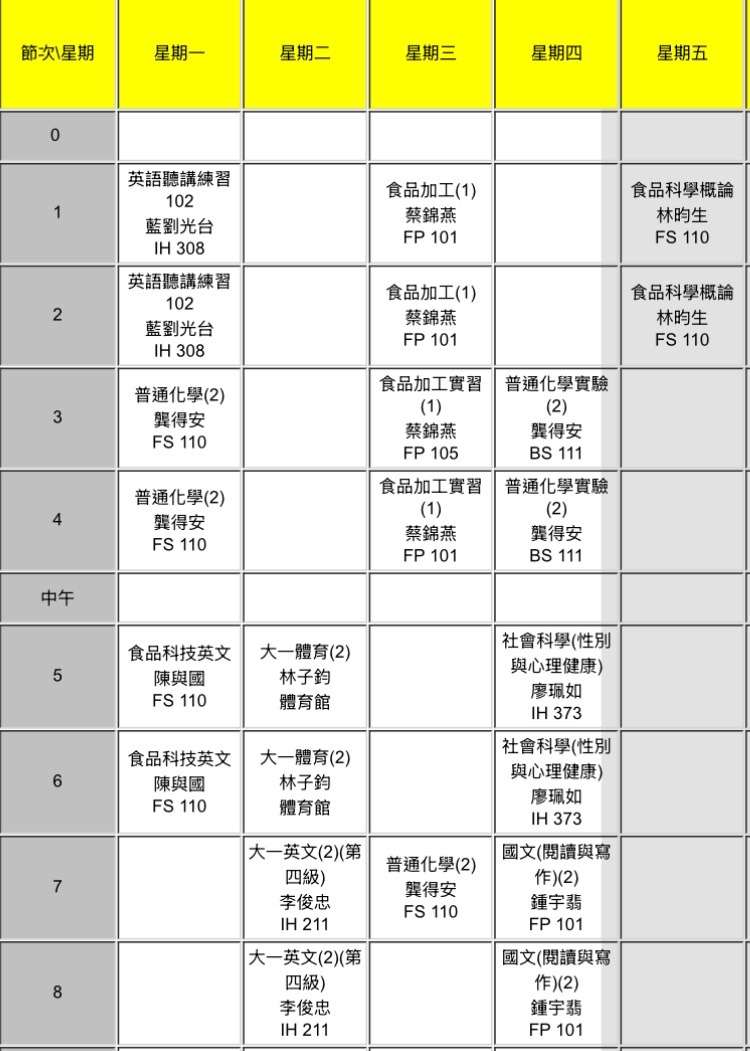 節次\星期 星期一 星期二 星期三 星期四 星期五
0
1
英語聽講練習
102
藍劉光台
IH 308
食品加工(1)
蔡錦燕
FP 101
食品科學概論
林昀生
FS 110
2
英語聽講練習
102
藍劉光台
IH 308
食品加工(1)
蔡錦燕
FP 101
食品科學概論
林昀生
FS 110
3
普通化學(2)
龔得安
FS 110
食品加工實習
(1)
蔡錦燕
FP 105
普通化學實驗
(2)
龔得安
BS 111
4
普通化學(2)
龔得安
FS 110
食品加工實習
(1)
蔡錦燕
FP 101
普通化學實驗
(2)
龔得安
BS 111
中午
5
食品科技英文
陳與國
FS 110
大一體育(2)
林子鈞
體育館
社會科學(性別
與心理健康)
廖珮如
IH 373
6
食品科技英文
陳與國
FS 110
大一體育(2)
林子鈞
體育館
社會科學(性別
與心理健康)
廖珮如
IH 373
7
大一英文(2)(第
四級)
李俊忠
IH 211
普通化學(2)
龔得安
FS 110
國文(閱讀與寫
作)(2)
鍾宇翡
FP 101
8
大一英文(2)(第
四級)
李俊忠
IH 211
國文(閱讀與寫
作)(2)
鍾宇翡
FP 101